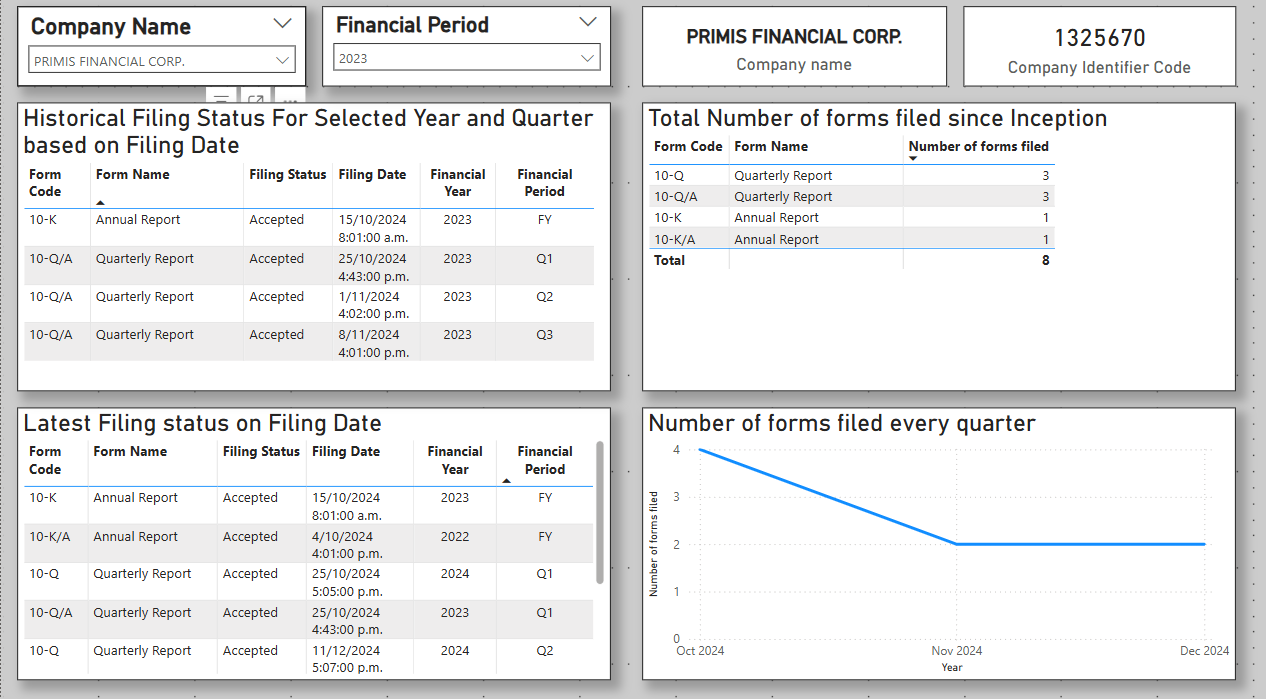 Company Name
PRIMIS FINANCIAL CORP.
Financial Period
2023
PRIMIS FINANCIAL CORP.
Company name
1325670
Company Identifier Code
Historical Filing Status For Selected Year and Quarter
based on Filing Date
Form Code Form Name Filing Status Filing Date Financial Year Financial Period
10-K Annual Report Accepted 15/10/2024 8:01:00 a.m. 2023 FY
10-Q/A Quarterly Report Accepted 25/10/2024 4:43:00 p.m. 2023 Q1
10-Q/A Quarterly Report Accepted 1/11/2024 4:02:00 p.m. 2023 Q2
10-Q/A Quarterly Report Accepted 8/11/2024 4:01:00 p.m. 2023 Q3
Total Number of forms filed since Inception
Form Code Form Name Number of forms filed
10-Q Quarterly Report 3
10-Q/A Quarterly Report 3
10-K Annual Report 1
10-K/A Annual Report 1
Total 8
Latest Filing status on Filing Date
Form Code Form Name Filing Status Filing Date Financial Year Financial Period
10-K Annual Report Accepted 15/10/2024 8:01:00 a.m. 2023 FY
10-K/A Annual Report Accepted 4/10/2024 4:01:00 p.m. 2022 FY
10-Q Quarterly Report Accepted 25/10/2024 5:05:00 p.m. 2024 Q1
10-Q/A Quarterly Report Accepted 25/10/2024 4:43:00 p.m. 2023 Q1
10-Q Quarterly Report Accepted 11/12/2024 5:07:00 p.m. 2024 Q2
Number of forms filed every quarter
Number of forms filed
4
3
2
1
0
Oct 2024 Nov 2024 Dec 2024
Year